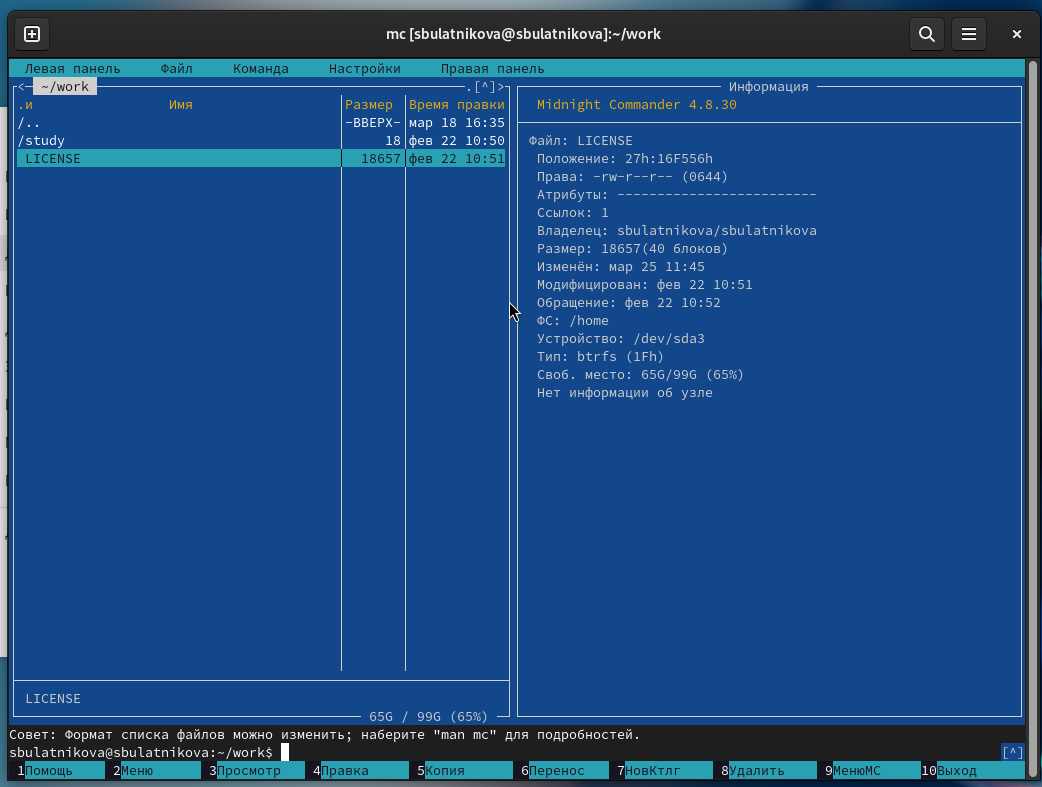 mc [sbulatnikova@sbulatnikova]:~/work
Левая панель Файл Команда Настройки Правая панель
<─ ~/work .[^]>
.и Имя Размер Время правки
/.. -ВВЕРХ- мар 18 16:35
/study 18 фев 22 10:50
LICENSE 18657 фев 22 10:51
LICENSE
65G / 99G (65%)
Информация
Midnight Commander 4.8.30
Файл: LICENSE
Положение: 27h:16F556h
Права: -rw-r--r-- (0644)
Атрибуты: -------------------------
Ссылок: 1
Владелец: sbulatnikova/sbulatnikova
Размер: 18657(40 блоков)
Изменён: мар 25 11:45
Модифицирован: фев 22 10:51
Обращение: фев 22 10:52
ФС: /home
Устройство: /dev/sda3
Тип: btrfs (1Fh)
Своб. место: 65G/99G (65%)
Нет информации об узле
Совет: Формат списка файлов можно изменить; наберите "man mc" для подробностей.
sbulatnikova@sbulatnikova:~/work$ [^]
1Помощь 2Меню 3Просмотр 4Правка 5Копия 6Перенос 7НовКтлг 8Удалить 9МенюМС 10Выход